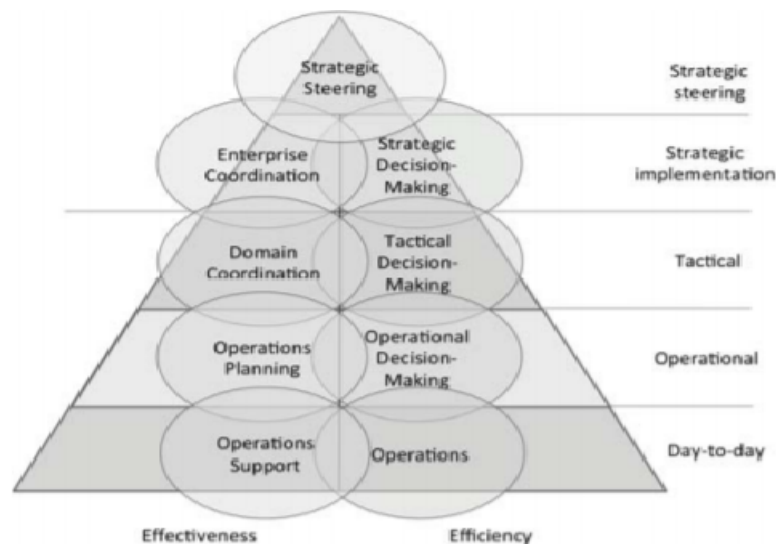 Strategic
Steering
Strategic
steering
Enterprise
Coordination
Strategic
Decision-
Making
Strategic
implementation
Domain
Coordination
Tactical
Decision-
Making
Tactical
Operations
Planning
Operational
Decision-
Making
Operational
Operations
Support
Operations
Day-to-day
Effectiveness
Efficiency